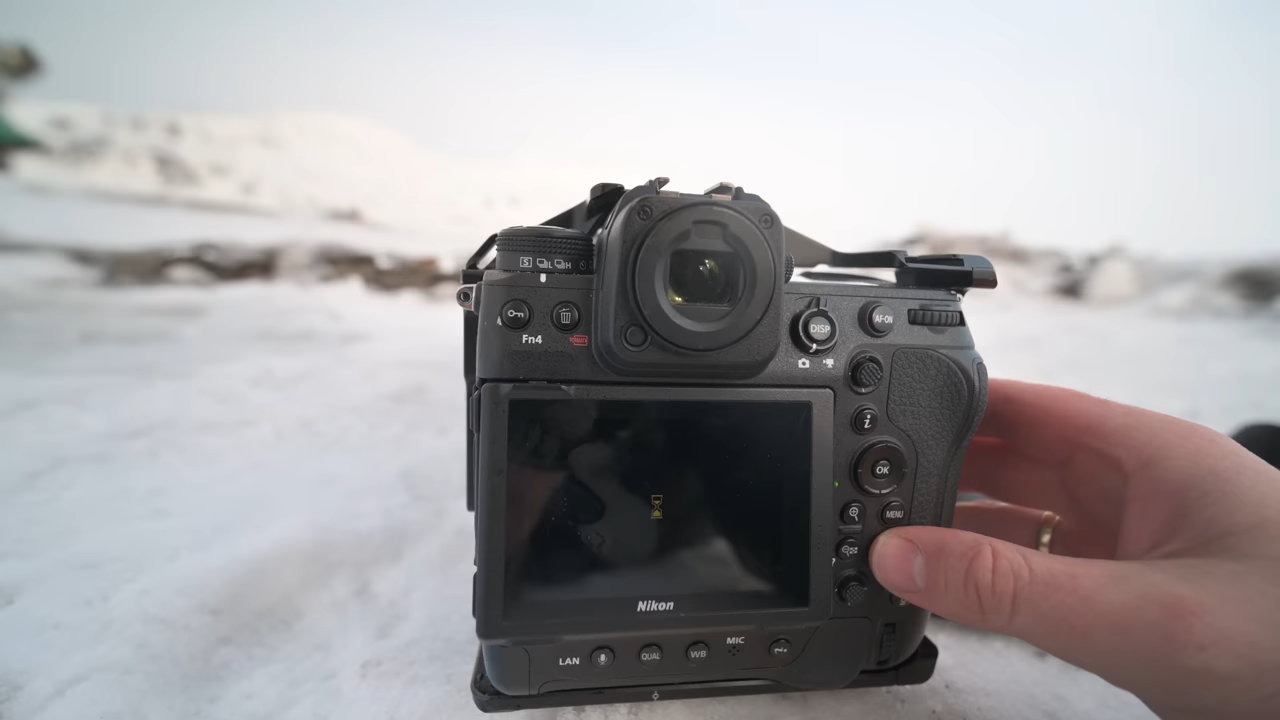 S L H
DISP
AF-ON
Fn4
i
OK
MENU
Nikon
MIC
LAN
QUAL
WB